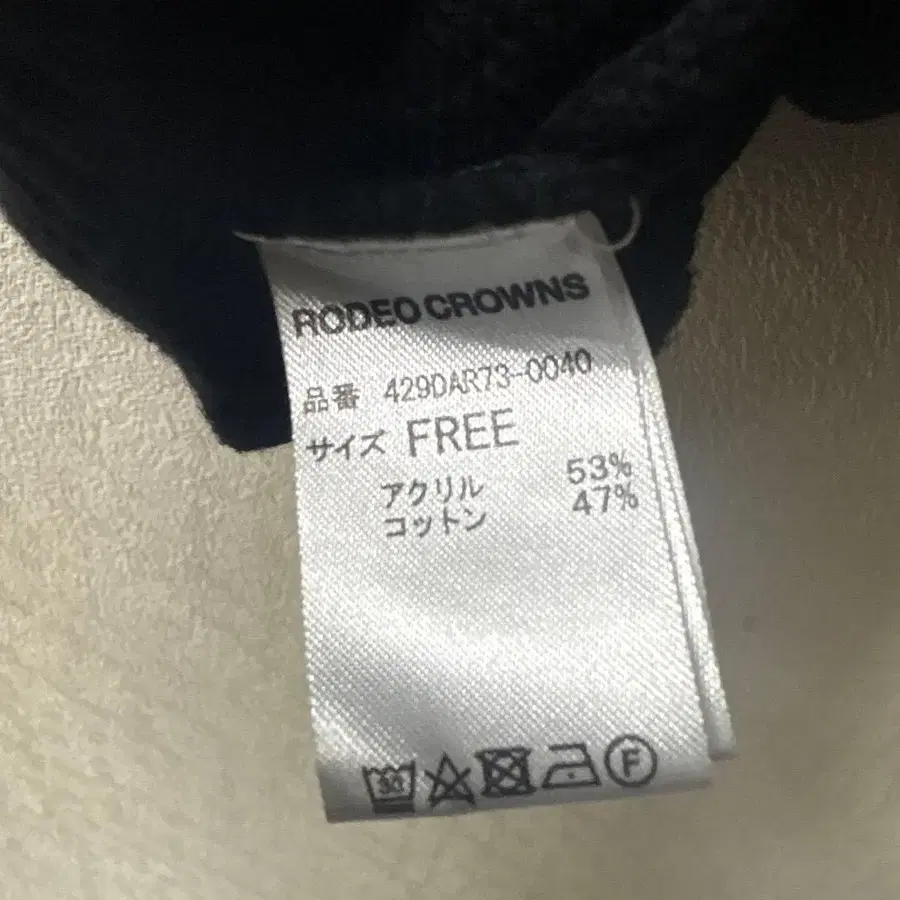 RODEO CROWNS
品番 429DAR73-0040
サイズ FREE
アクリル 53%
コットン 47%
30 F